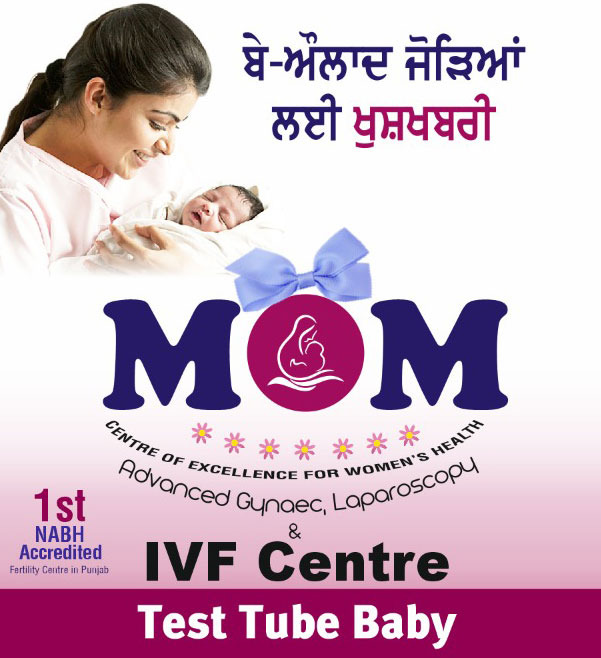 ਬੇ-ਔਲਾਦ ਜੋੜਿਆਂ
ਲਈ ਖੁਸ਼ਖਬਰੀ
MOM
CENTRE OF EXCELLENCE FOR WOMEN'S HEALTH
Advanced Gynaec, Laparoscopy
&
1st
NABH
Accredited
Fertility Centre in Punjab
IVF Centre
Test Tube Baby